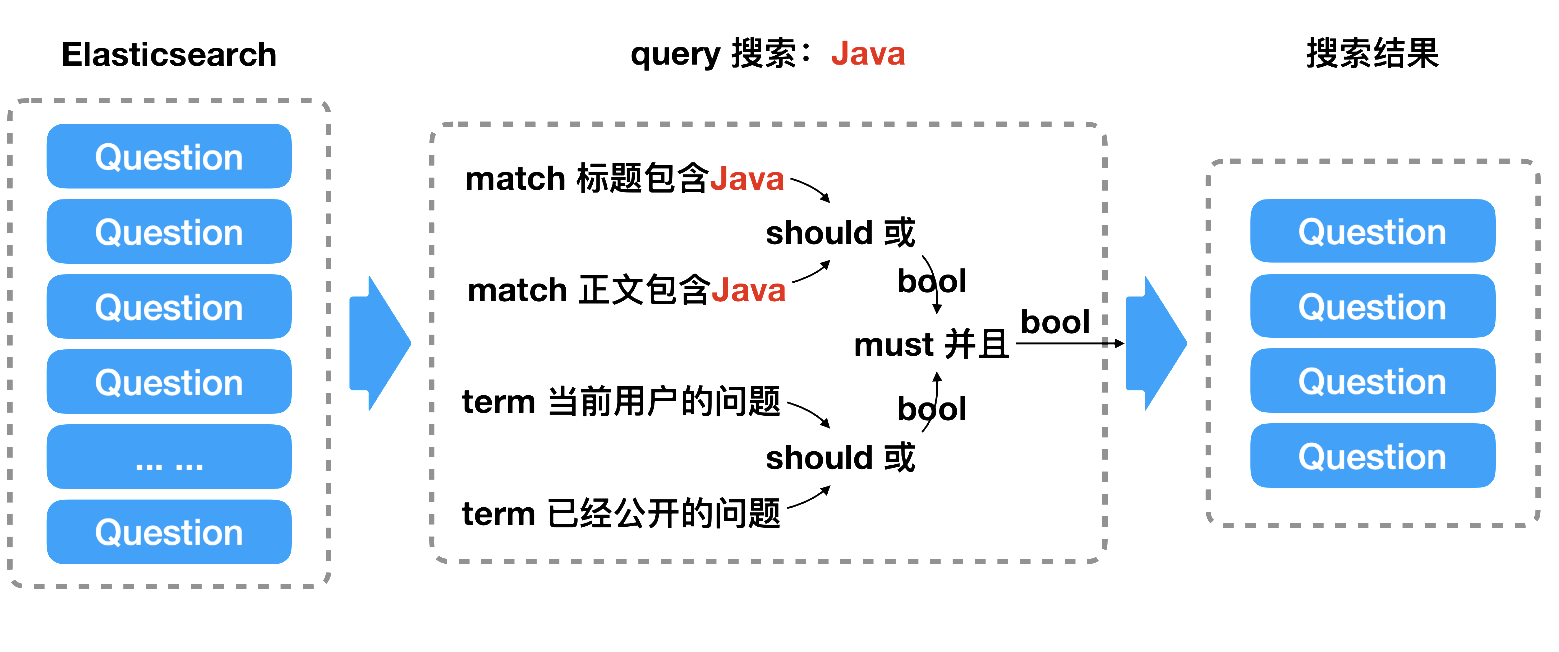 Elasticsearch
Question
Question
Question
Question
... ...
Question
query 搜索：Java
match 标题包含Java
should 或
match 正文包含Java
bool
must 并且
bool
term 当前用户的问题
bool
should 或
term 已经公开的问题
搜索结果
Question
Question
Question
Question